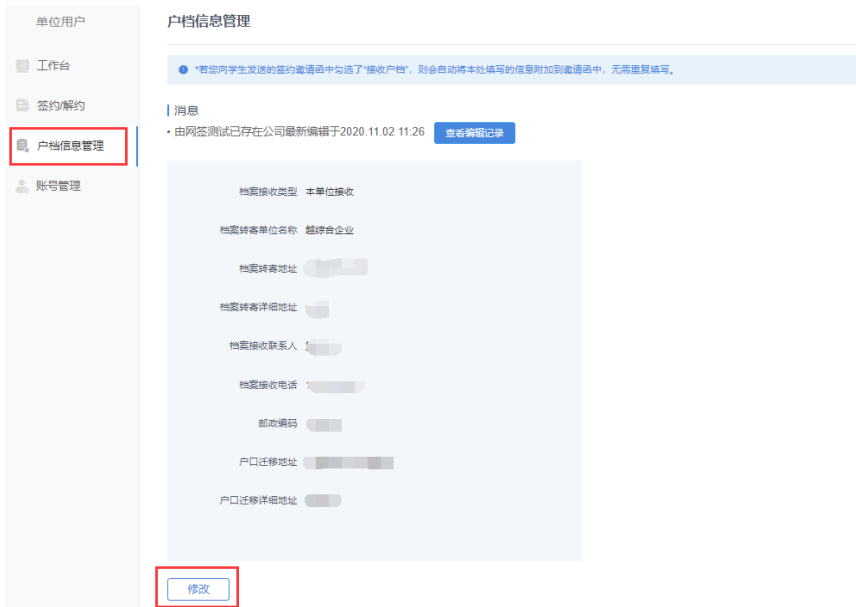 单位用户
工作台
签约/解约
户档信息管理
账号管理
户档信息管理
*若您向学生发送的签约邀请函中勾选了“接收户档”，则会自动将本处填写的信息附加到邀请函中，无需重复填写。
消息
• 由网签测试已存在公司最新编辑于2020.11.02 11:26 查看编辑记录
档案接收类型 本单位接收
档案转寄单位名称 越综合企业
档案转寄地址
档案转寄详细地址
档案接收联系人
档案接收电话
邮政编码
户口迁移地址
户口迁移详细地址
修改